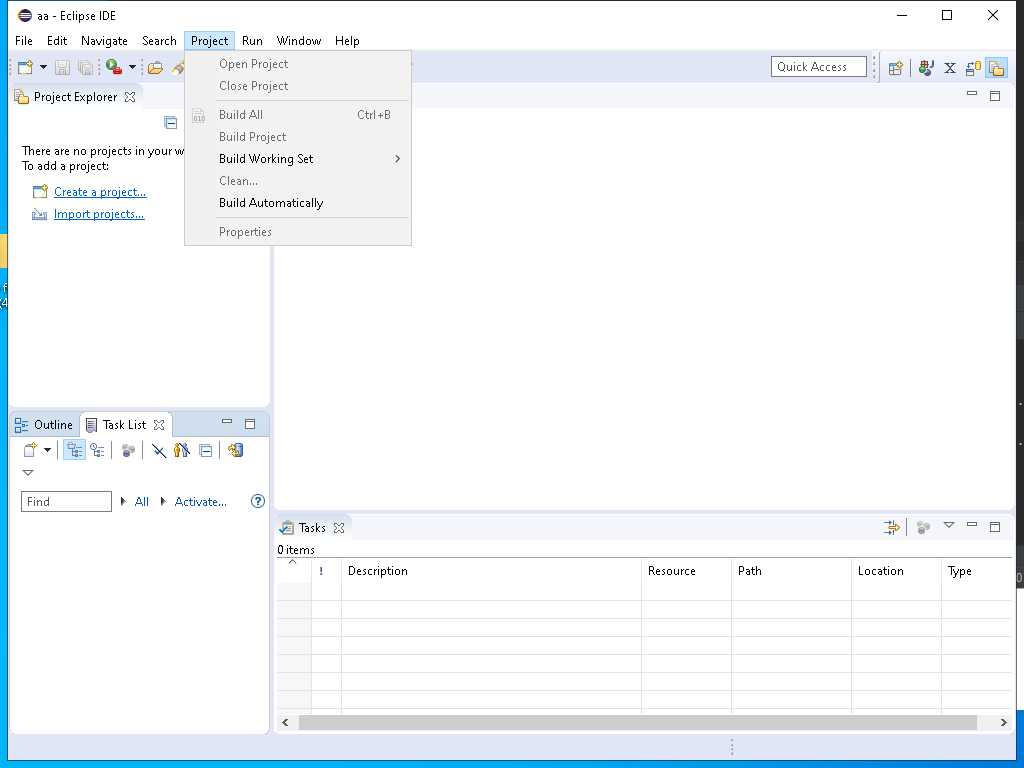 aa - Eclipse IDE
File Edit Navigate Search Project Run Window Help
Quick Access
X
Open Project
Close Project
Build All Ctrl+B
Build Project
Build Working Set
Clean...
Build Automatically
Properties
Project Explorer
There are no projects in your w
To add a project:
Create a project...
Import projects...
Outline Task List
Find All Activate... ?
Tasks
0 items
! Description Resource Path Location Type